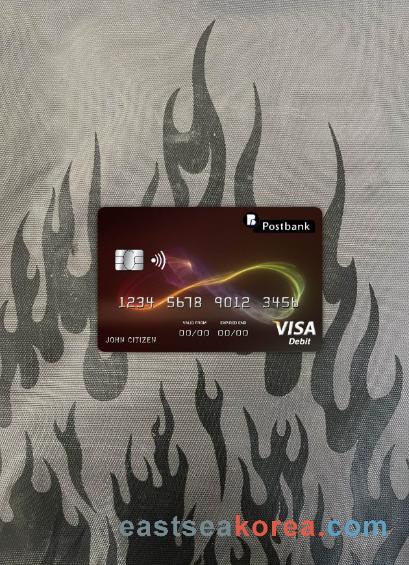 Postbank
1234 5678 9012 3456
VALID FROM EXPIRES END
00/00 00/00
VISA
Debit
JOHN CITIZEN
eastseakorea.com